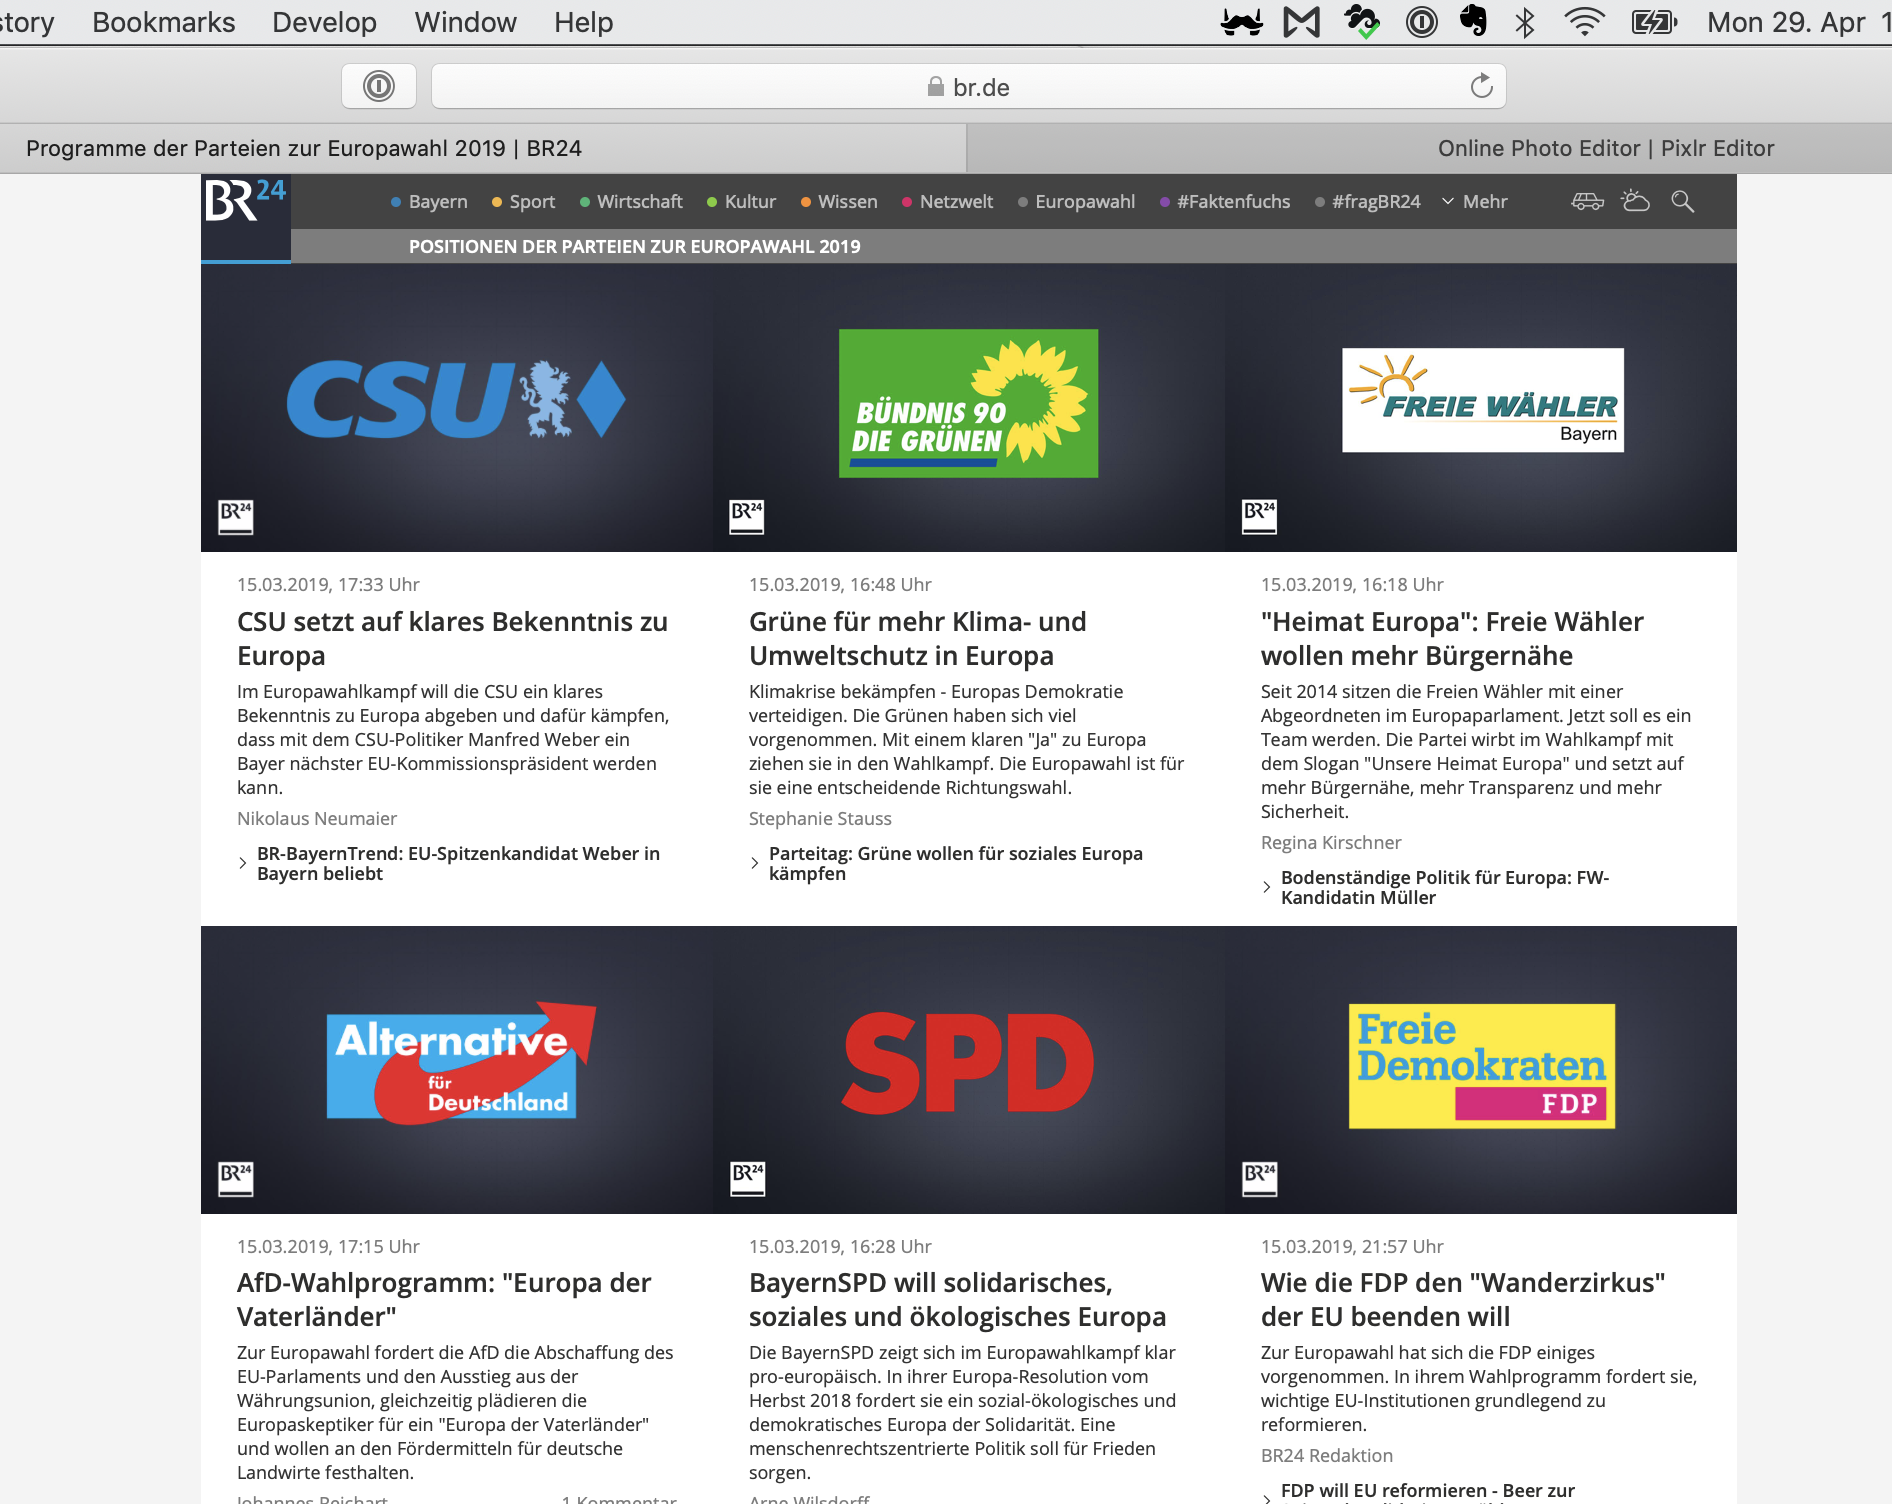 story Bookmarks Develop Window Help Mon 29. Apr 1
br.de
Programme der Parteien zur Europawahl 2019 | BR24
Online Photo Editor | Pixlr Editor
BR24
Bayern Sport Wirtschaft Kultur Wissen Netzwelt Europawahl #Faktenfuchs #fragBR24 Mehr
POSITIONEN DER PARTEIEN ZUR EUROPAWAHL 2019
CSU
BR24
15.03.2019, 17:33 Uhr
CSU setzt auf klares Bekenntnis zu
Europa
Im Europawahlkampf will die CSU ein klares
Bekenntnis zu Europa abgeben und dafür kämpfen,
dass mit dem CSU-Politiker Manfred Weber ein
Bayer nächster EU-Kommissionspräsident werden
kann.
Nikolaus Neumaier
BR-BayernTrend: EU-Spitzenkandidat Weber in
Bayern beliebt
BÜNDNIS 90
DIE GRÜNEN
BR24
15.03.2019, 16:48 Uhr
Grüne für mehr Klima- und
Umweltschutz in Europa
Klimakrise bekämpfen - Europas Demokratie
verteidigen. Die Grünen haben sich viel
vorgenommen. Mit einem klaren "Ja" zu Europa
ziehen sie in den Wahlkampf. Die Europawahl ist für
sie eine entscheidende Richtungswahl.
Stephanie Stauss
Parteitag: Grüne wollen für soziales Europa
kämpfen
FREIE WÄHLER
Bayern
BR24
15.03.2019, 16:18 Uhr
"Heimat Europa": Freie Wähler
wollen mehr Bürgernähe
Seit 2014 sitzen die Freien Wähler mit einer
Abgeordneten im Europaparlament. Jetzt soll es ein
Team werden. Die Partei wirbt im Wahlkampf mit
dem Slogan "Unsere Heimat Europa" und setzt auf
mehr Bürgernähe, mehr Transparenz und mehr
Sicherheit.
Regina Kirschner
Bodenständige Politik für Europa: FW-
Kandidatin Müller
Alternative
für
Deutschland
BR24
15.03.2019, 17:15 Uhr
AfD-Wahlprogramm: "Europa der
Vaterländer"
Zur Europawahl fordert die AfD die Abschaffung des
EU-Parlaments und den Ausstieg aus der
Währungsunion, gleichzeitig plädieren die
Europaskeptiker für ein "Europa der Vaterländer"
und wollen an den Fördermitteln für deutsche
Landwirte festhalten.
Johannes Reichart 1 Kommentar
SPD
BR24
15.03.2019, 16:28 Uhr
BayernSPD will solidarisches,
soziales und ökologisches Europa
Die BayernSPD zeigt sich im Europawahlkampf klar
pro-europäisch. In ihrer Europa-Resolution vom
Herbst 2018 fordert sie ein sozial-ökologisches und
demokratisches Europa der Solidarität. Eine
menschenrechtszentrierte Politik soll für Frieden
sorgen.
Arne Wilsdorff
Freie
Demokraten
FDP
BR24
15.03.2019, 21:57 Uhr
Wie die FDP den "Wanderzirkus"
der EU beenden will
Zur Europawahl hat sich die FDP einiges
vorgenommen. In ihrem Wahlprogramm fordert sie,
wichtige EU-Institutionen grundlegend zu
reformieren.
BR24 Redaktion
FDP will EU reformieren - Beer zur